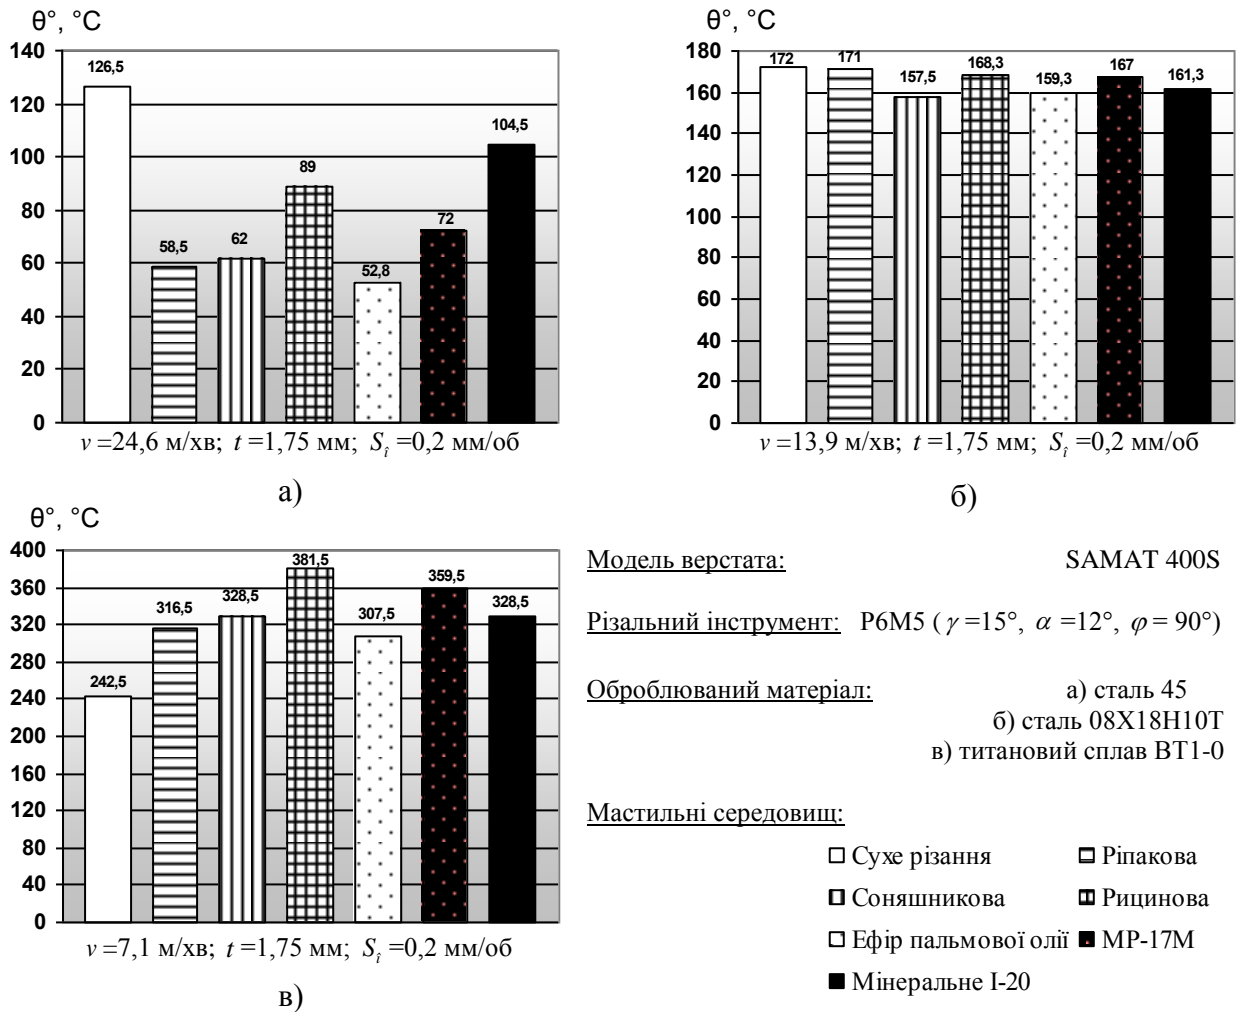 θ°, °C
140
120
100
80
60
40
20
0
126,5
58,5
62
89
52,8
72
104,5
v =24,6 м/хв; t =1,75 мм; Sî =0,2 мм/об
а)
θ°, °C
180
160
140
120
100
80
60
40
20
0
172
171
157,5
168,3
159,3
167
161,3
v =13,9 м/хв; t =1,75 мм; Sî =0,2 мм/об
б)
θ°, °C
400
360
320
280
240
200
160
120
80
40
0
242,5
316,5
328,5
381,5
307,5
359,5
328,5
v =7,1 м/хв; t =1,75 мм; Sî =0,2 мм/об
в)
Модель верстата: SAMAT 400S
Різальний інструмент: Р6М5 ( γ =15°, α =12°, φ = 90°)
Оброблюваний матеріал: а) сталь 45
б) сталь 08Х18Н10Т
в) титановий сплав ВТ1-0
Мастильні середовищ:
Сухе різання Ріпакова
Соняшникова Рицинова
Ефір пальмової олії МР-17М
Мінеральне І-20